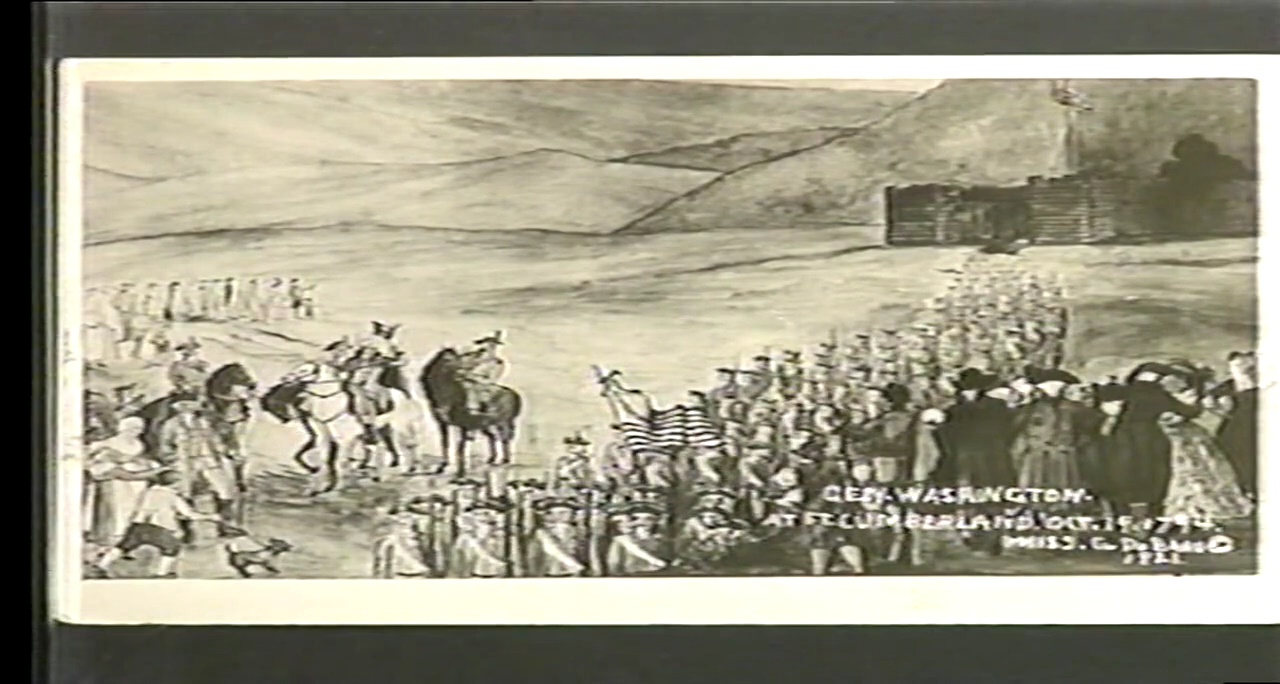 GEN. WASHINGTON.
AT FT. CUMBERLAND OCT. 19. 1794.
MISS. G. ©